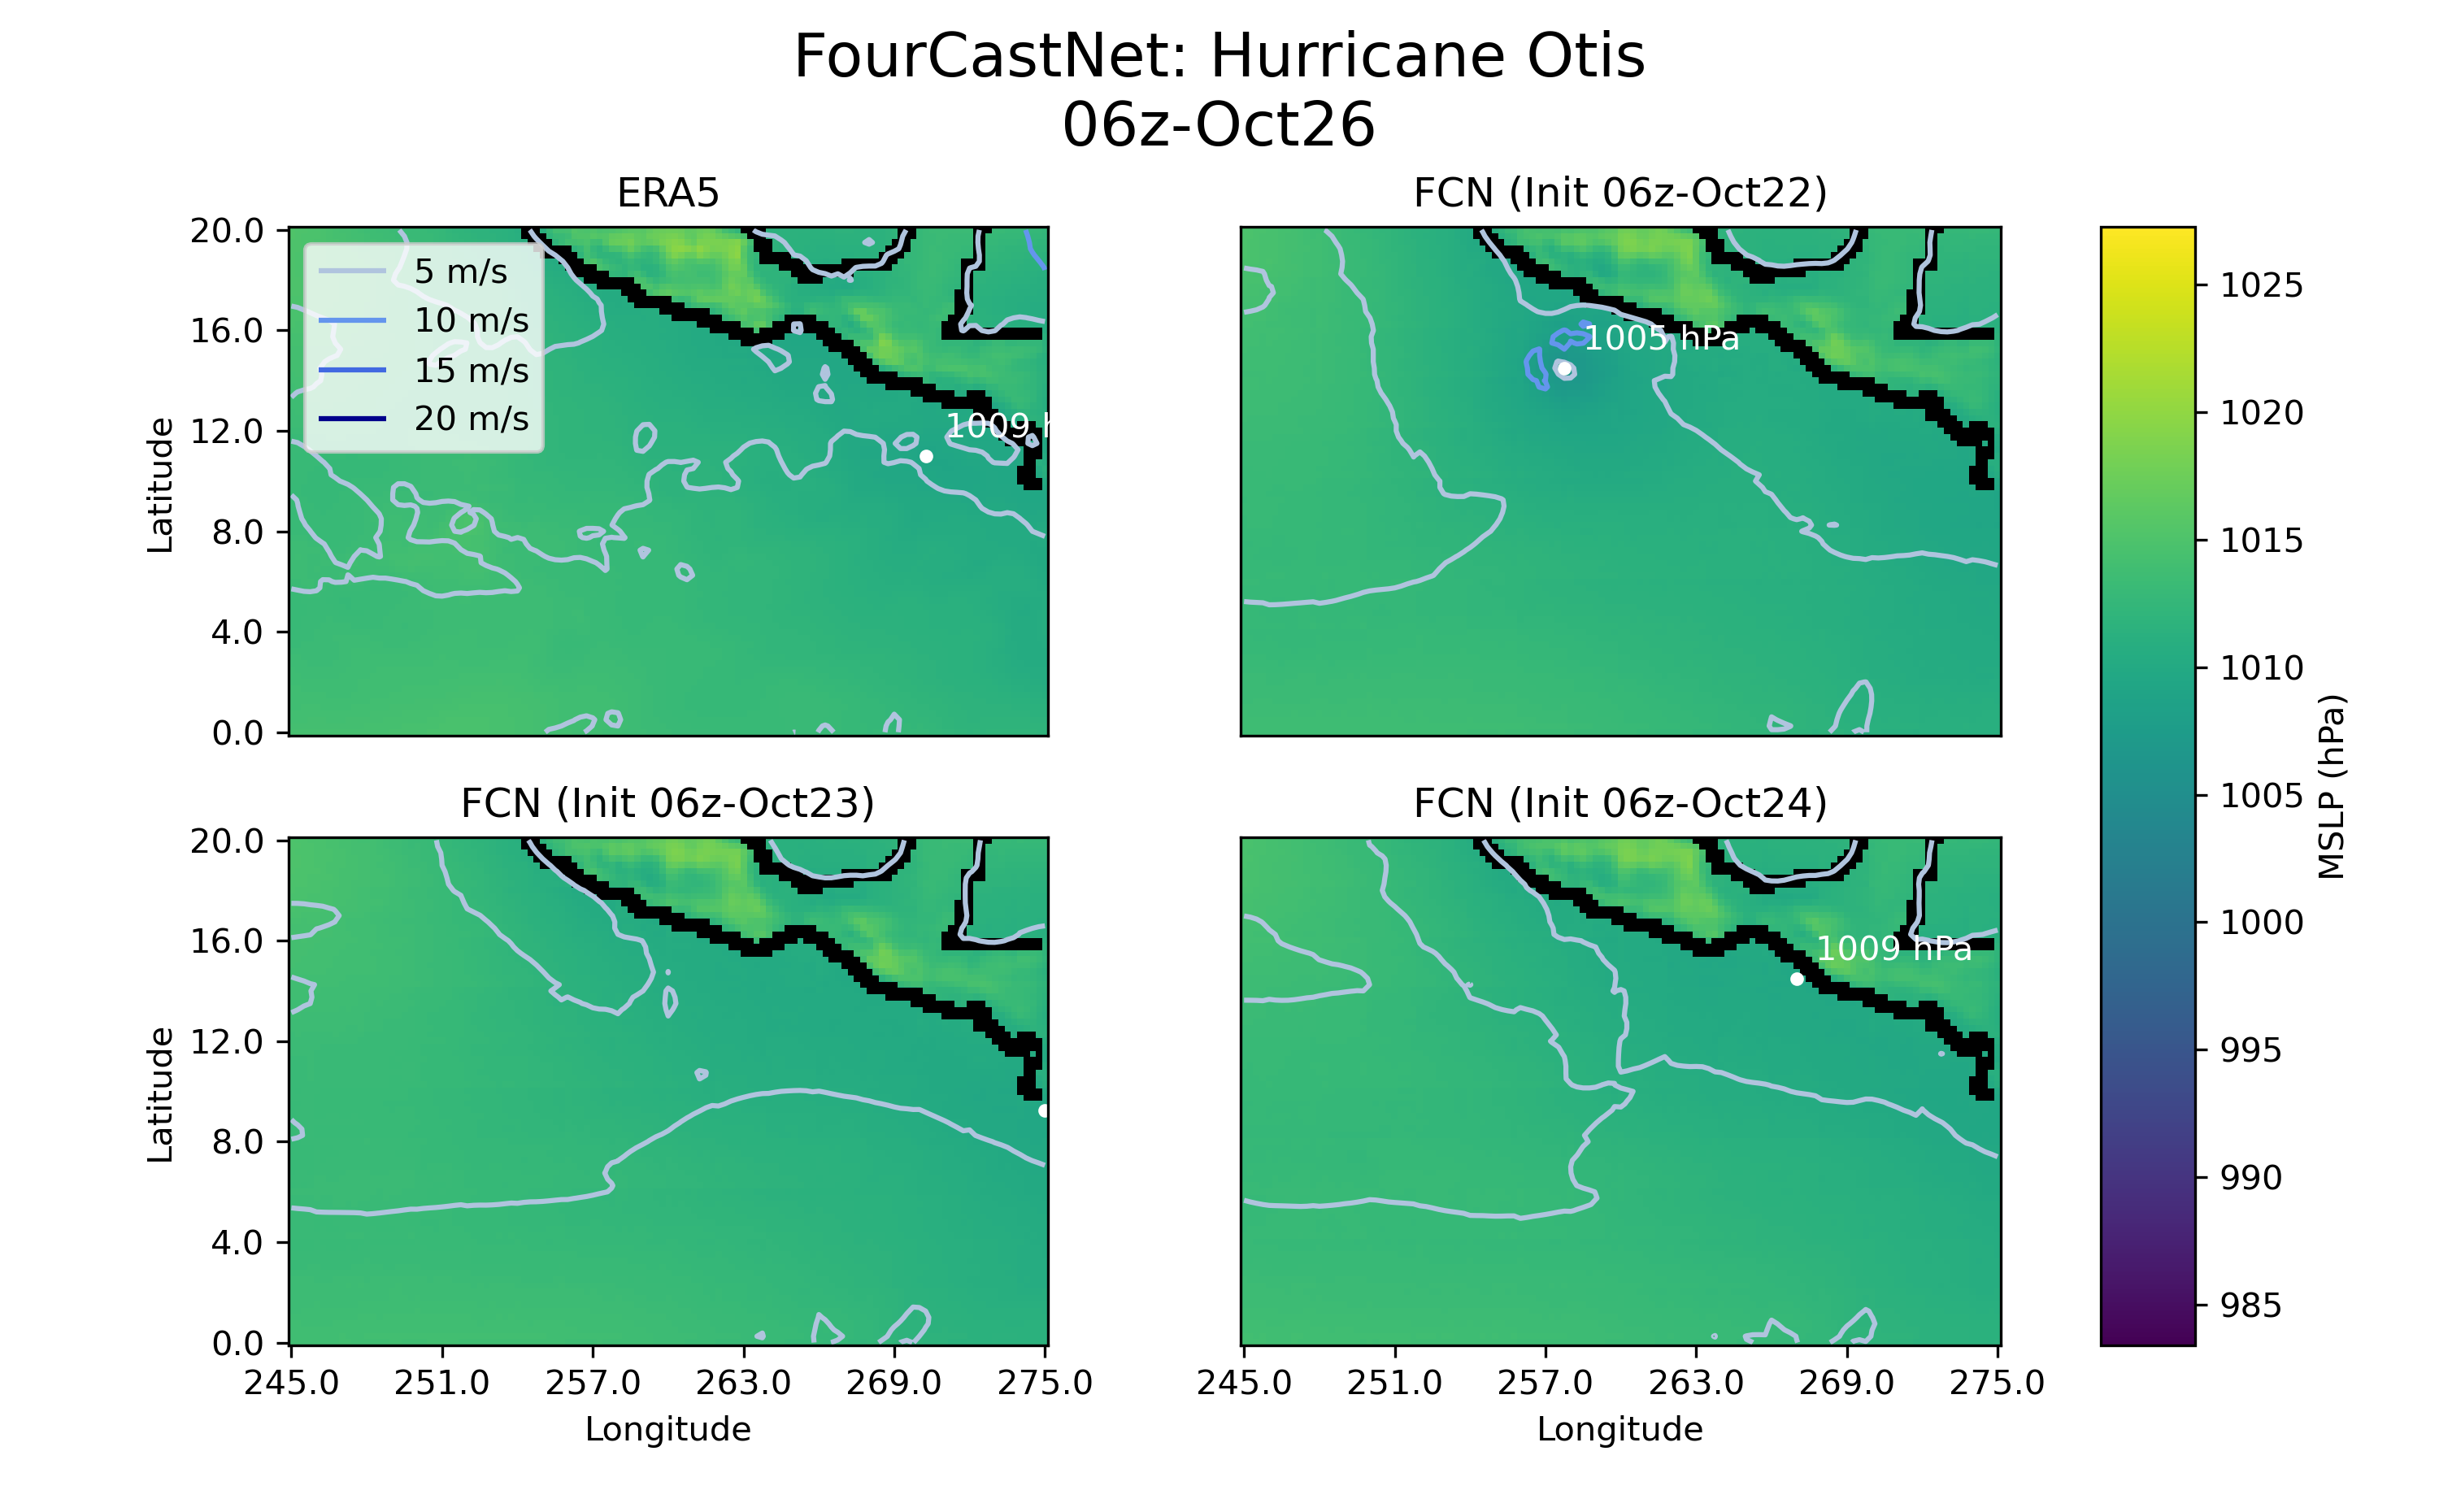 FourCastNet: Hurricane Otis
06z-Oct26
ERA5
20.0
16.0
12.0
8.0
4.0
0.0
Latitude
5 m/s
10 m/s
15 m/s
20 m/s
1009 h
FCN (Init 06z-Oct22)
1005 hPa
FCN (Init 06z-Oct23)
20.0
16.0
12.0
8.0
4.0
0.0
Latitude
245.0
251.0
257.0
263.0
269.0
275.0
Longitude
FCN (Init 06z-Oct24)
1009 hPa
245.0
251.0
257.0
263.0
269.0
275.0
Longitude
1025
1020
1015
1010
1005
1000
995
990
985
MSLP (hPa)